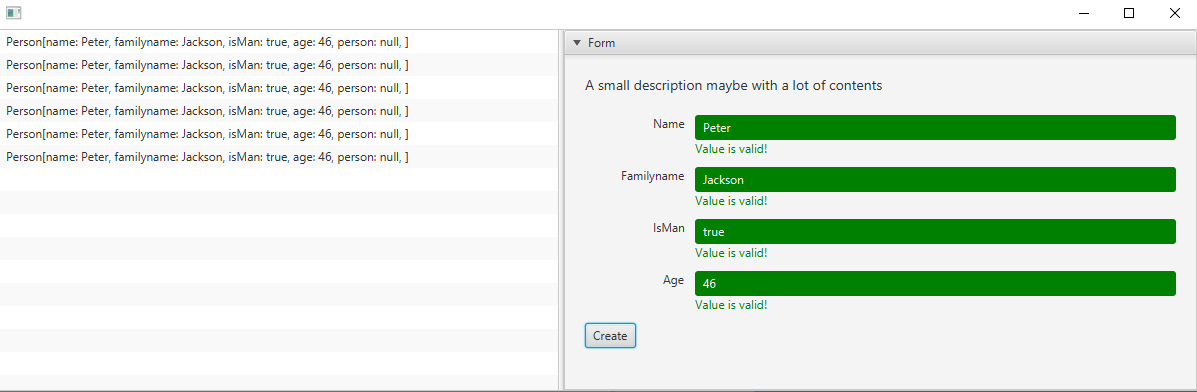 Person[name: Peter, familyname: Jackson, isMan: true, age: 46, person: null, ]
Person[name: Peter, familyname: Jackson, isMan: true, age: 46, person: null, ]
Person[name: Peter, familyname: Jackson, isMan: true, age: 46, person: null, ]
Person[name: Peter, familyname: Jackson, isMan: true, age: 46, person: null, ]
Person[name: Peter, familyname: Jackson, isMan: true, age: 46, person: null, ]
Person[name: Peter, familyname: Jackson, isMan: true, age: 46, person: null, ]
Form
A small description maybe with a lot of contents
Name Peter
Value is valid!
Familyname Jackson
Value is valid!
IsMan true
Value is valid!
Age 46
Value is valid!
Create